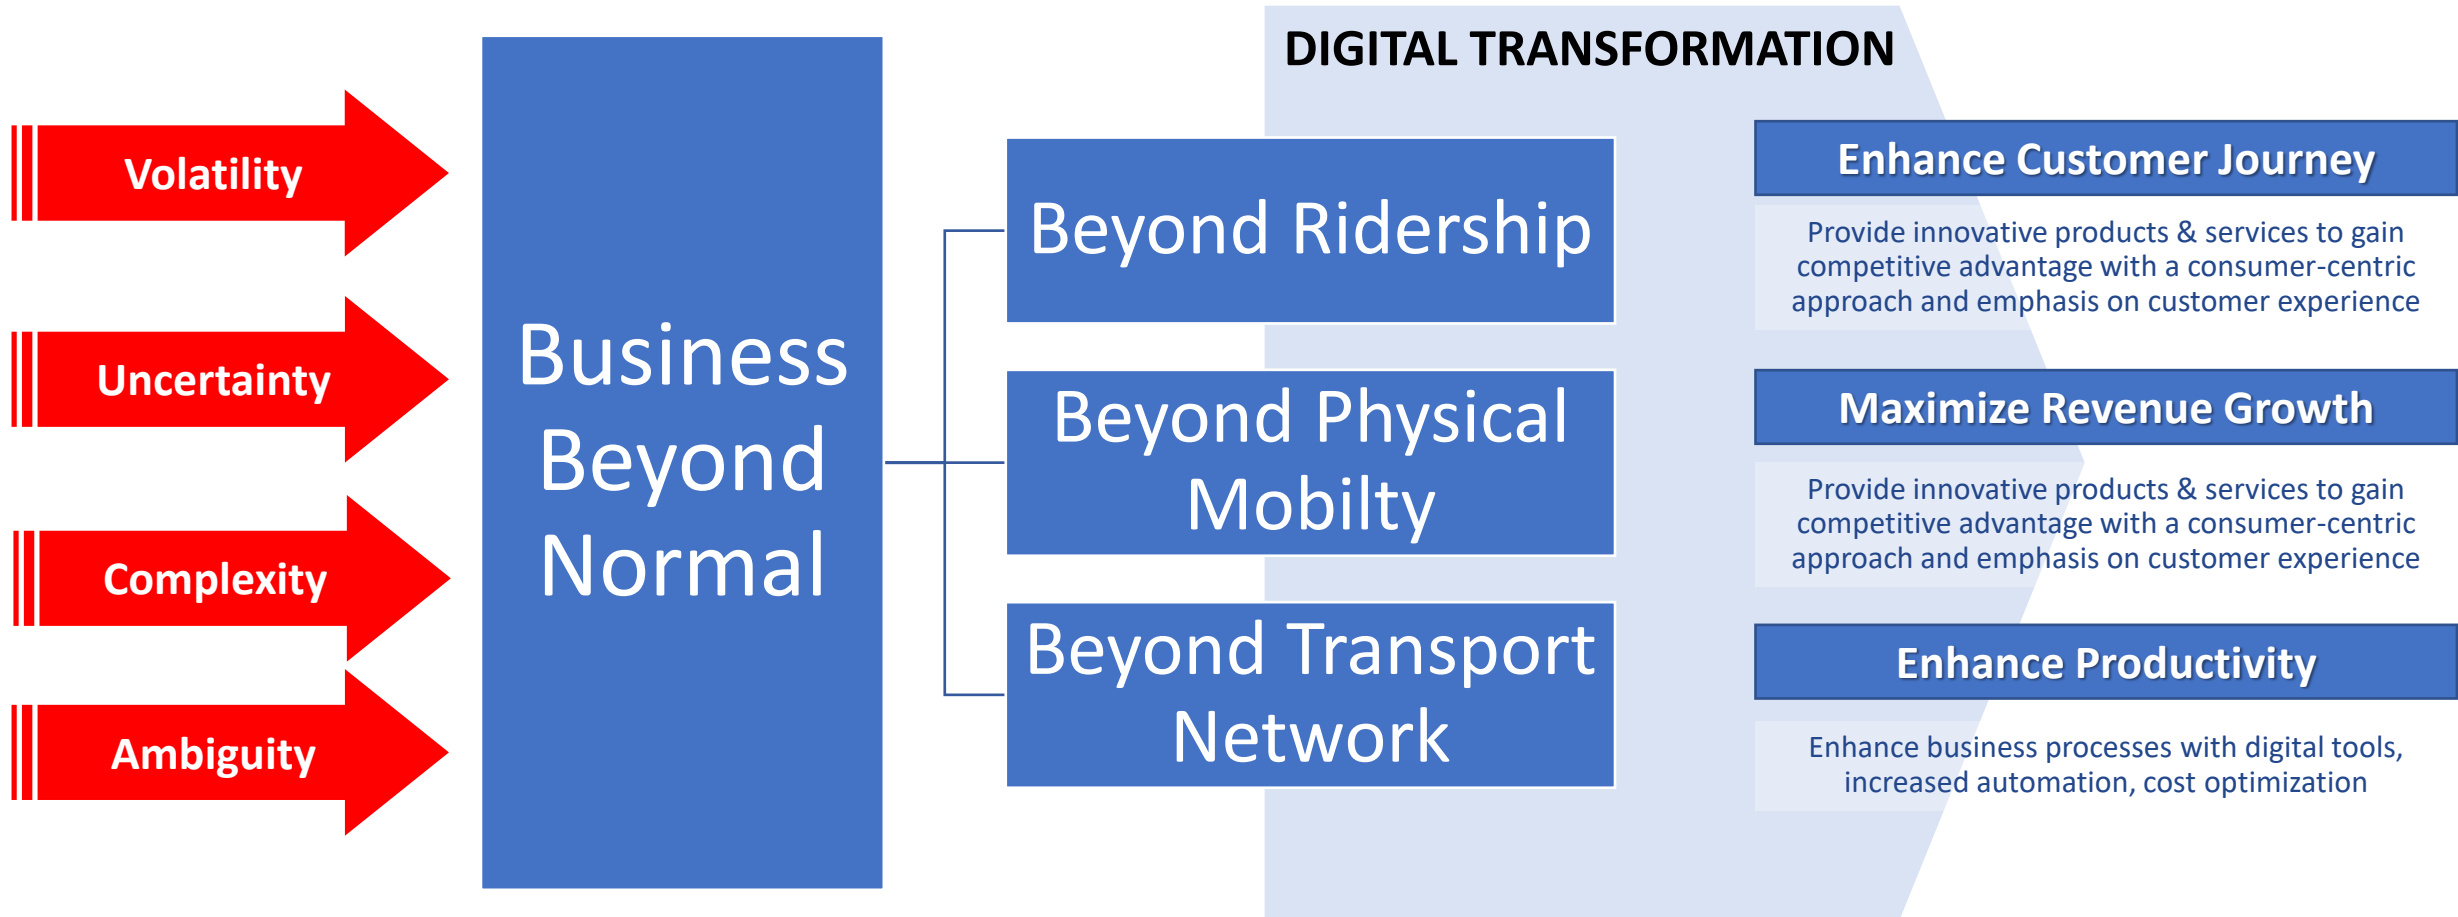 DIGITAL TRANSFORMATION
Volatility
Uncertainty
Complexity
Ambiguity
Business
Beyond
Normal
Beyond Ridership
Beyond Physical
Mobilty
Beyond Transport
Network
Enhance Customer Journey
Provide innovative products & services to gain
competitive advantage with a consumer-centric
approach and emphasis on customer experience
Maximize Revenue Growth
Provide innovative products & services to gain
competitive advantage with a consumer-centric
approach and emphasis on customer experience
Enhance Productivity
Enhance business processes with digital tools,
increased automation, cost optimization